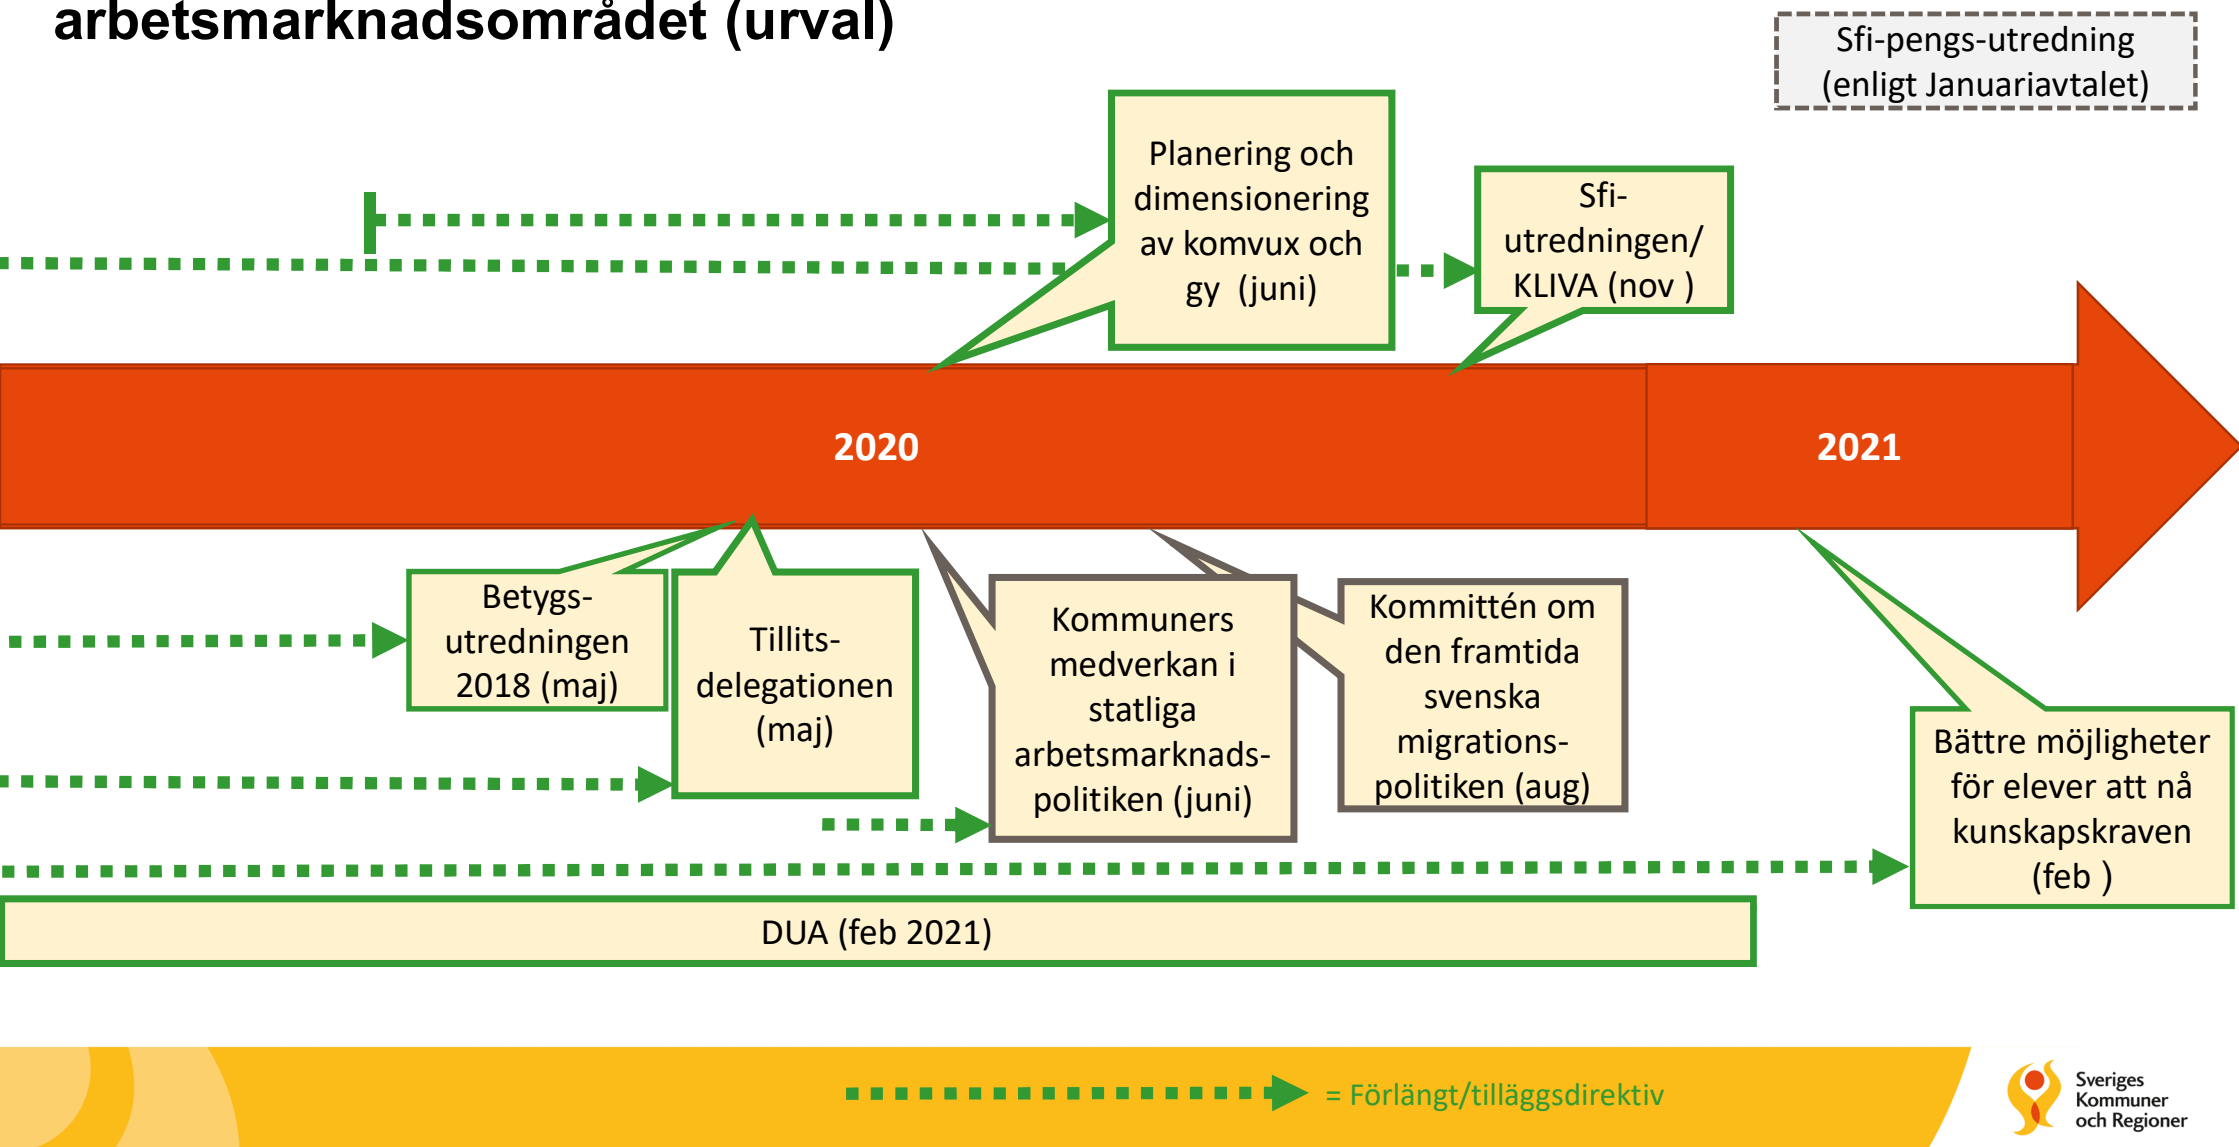 arbetsmarknadsområdet (urval)
Sfi-pengs-utredning
(enligt Januariavtalet)
Planering och
dimensionering
av komvux och
gy (juni)
Sfi-
utredningen/
KLIVA (nov )
2020
2021
Betygs-
utredningen
2018 (maj)
Tillits-
delegationen
(maj)
Kommuners
medverkan i
statliga
arbetsmarknads-
politiken (juni)
Kommittén om
den framtida
svenska
migrations-
politiken (aug)
Bättre möjligheter
för elever att nå
kunskapskraven
(feb )
DUA (feb 2021)
= Förlängt/tilläggsdirektiv
Sveriges
Kommuner
och Regioner